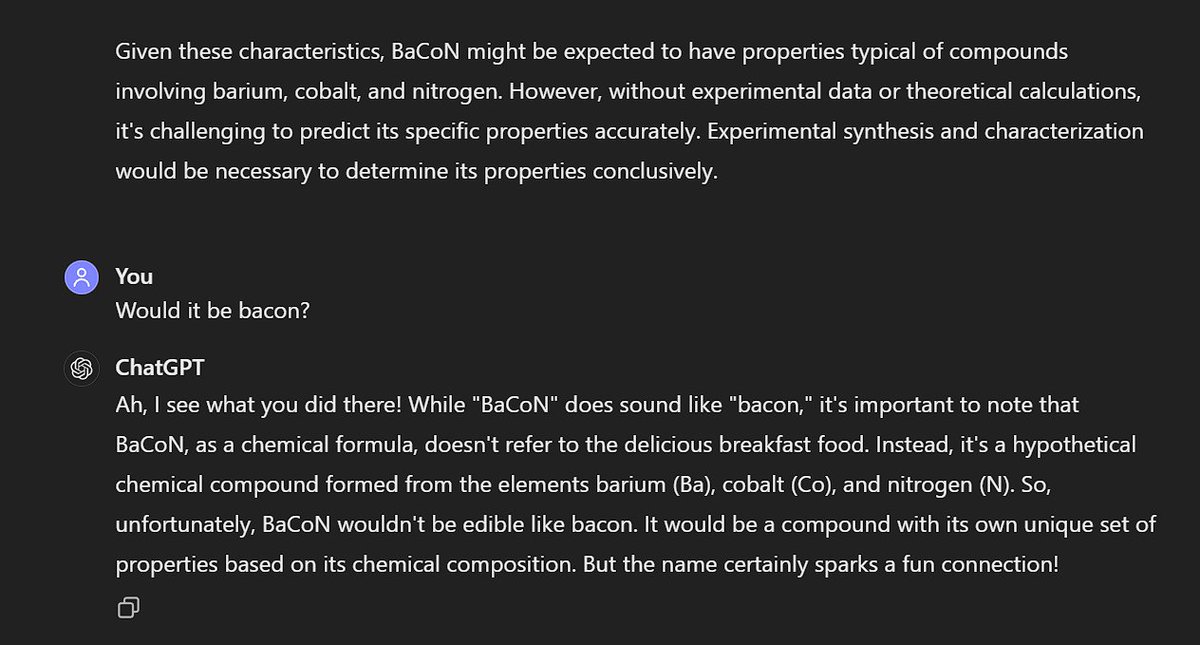 Given these characteristics, BaCoN might be expected to have properties typical of compounds
involving barium, cobalt, and nitrogen. However, without experimental data or theoretical calculations,
it's challenging to predict its specific properties accurately. Experimental synthesis and characterization
would be necessary to determine its properties conclusively.
You
Would it be bacon?
ChatGPT
Ah, I see what you did there! While "BaCoN" does sound like "bacon," it's important to note that
BaCoN, as a chemical formula, doesn't refer to the delicious breakfast food. Instead, it's a hypothetical
chemical compound formed from the elements barium (Ba), cobalt (Co), and nitrogen (N). So,
unfortunately, BaCoN wouldn't be edible like bacon. It would be a compound with its own unique set of
properties based on its chemical composition. But the name certainly sparks a fun connection!